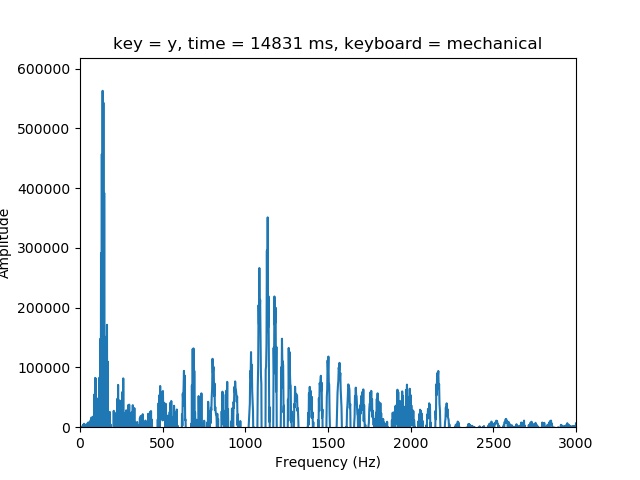 key = y, time = 14831 ms, keyboard = mechanical
600000
500000
400000
300000
200000
100000
0
Amplitude
0 500 1000 1500 2000 2500 3000
Frequency (Hz)